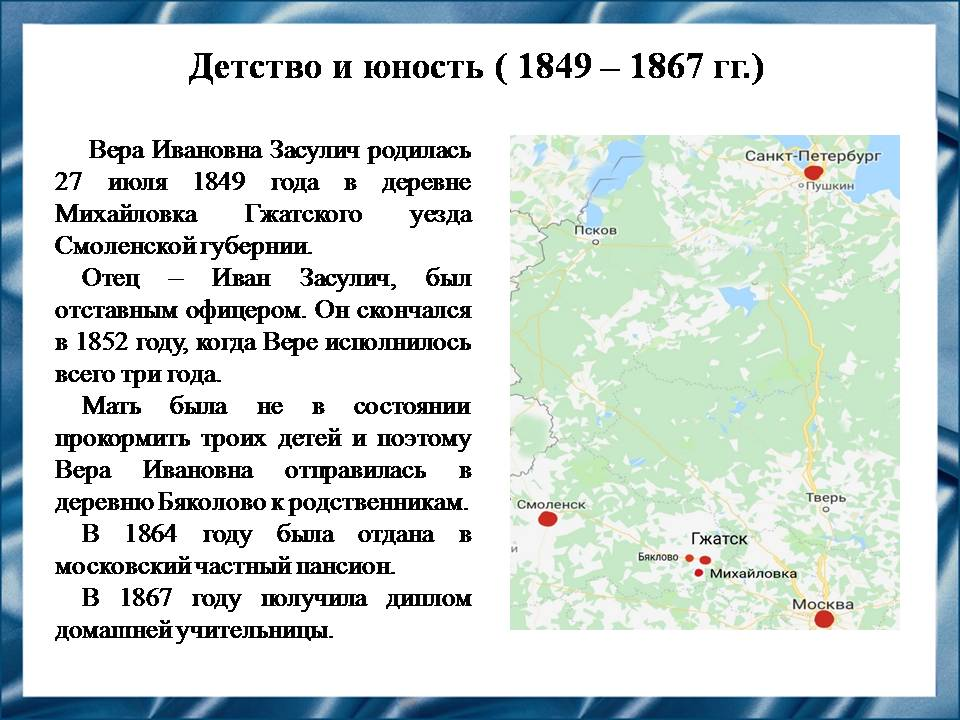 Детство и юность ( 1849 – 1867 гг.)
Вера Ивановна Засулич родилась
27 июля 1849 года в деревне
Михайловка Гжатского уезда
Смоленской губернии.
Отец – Иван Засулич, был
отставным офицером. Он скончался
в 1852 году, когда Вере исполнилось
всего три года.
Мать была не в состоянии
прокормить троих детей и поэтому
Вера Ивановна отправилась в
деревню Бяколово к родственникам.
В 1864 году была отдана в
московский частный пансион.
В 1867 году получила диплом
домашней учительницы.
Санкт-Петербург
Пушкин
Псков
Тверь
Смоленск
Гжатск
Бяклово
Михайловка
Москва